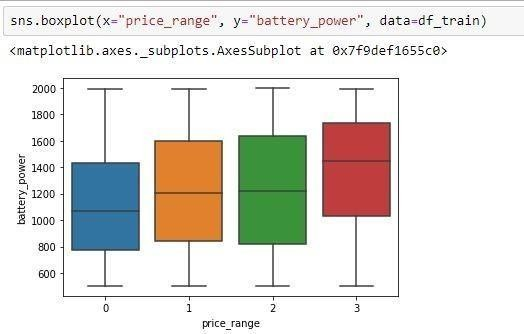 sns.boxplot(x="price_range", y="battery_power", data=df_train)
<matplotlib.axes._subplots.AxesSubplot at 0x7f9def1655c0>
2000
1800
1600
1400
1200
1000
800
600
battery_power
0 1 2 3
price_range